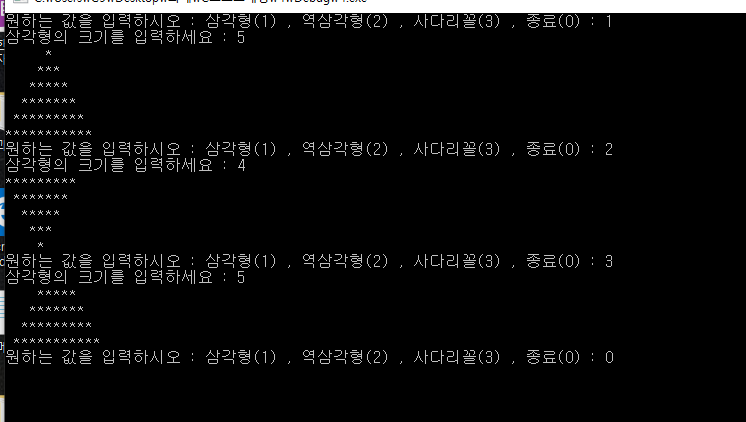 원하는 값을 입력하시오 : 삼각형(1) , 역삼각형(2) , 사다리꼴(3) , 종료(0) : 1
삼각형의 크기를 입력하세요 : 5
     *
    ***
   *****
  *******
 *********
***********
원하는 값을 입력하시오 : 삼각형(1) , 역삼각형(2) , 사다리꼴(3) , 종료(0) : 2
삼각형의 크기를 입력하세요 : 4
*********
 *******
  *****
   ***
    *
원하는 값을 입력하시오 : 삼각형(1) , 역삼각형(2) , 사다리꼴(3) , 종료(0) : 3
삼각형의 크기를 입력하세요 : 5
    *****
   *******
  *********
 ***********
원하는 값을 입력하시오 : 삼각형(1) , 역삼각형(2) , 사다리꼴(3) , 종료(0) : 0